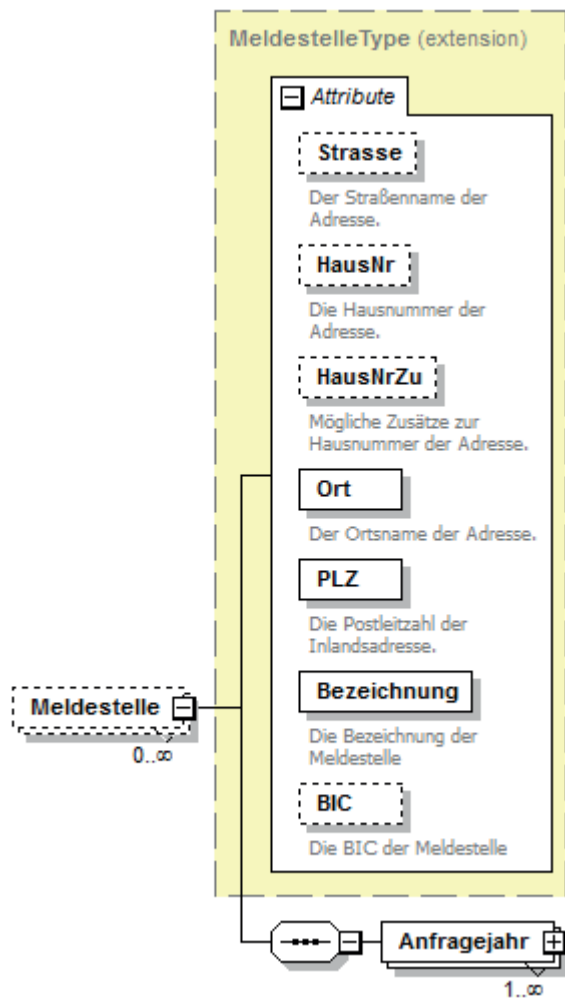 MeldestelleType (extension)
Attribute
Strasse
Der Straßenname der
Adresse.
HausNr
Die Hausnummer der
Adresse.
HausNrZu
Mögliche Zusätze zur
Hausnummer der Adresse.
Ort
Der Ortsname der Adresse.
PLZ
Die Postleitzahl der
Inlandsadresse.
Bezeichnung
Die Bezeichnung der
Meldestelle
BIC
Die BIC der Meldestelle
Meldestelle
0..∞
Anfragejahr
1..∞